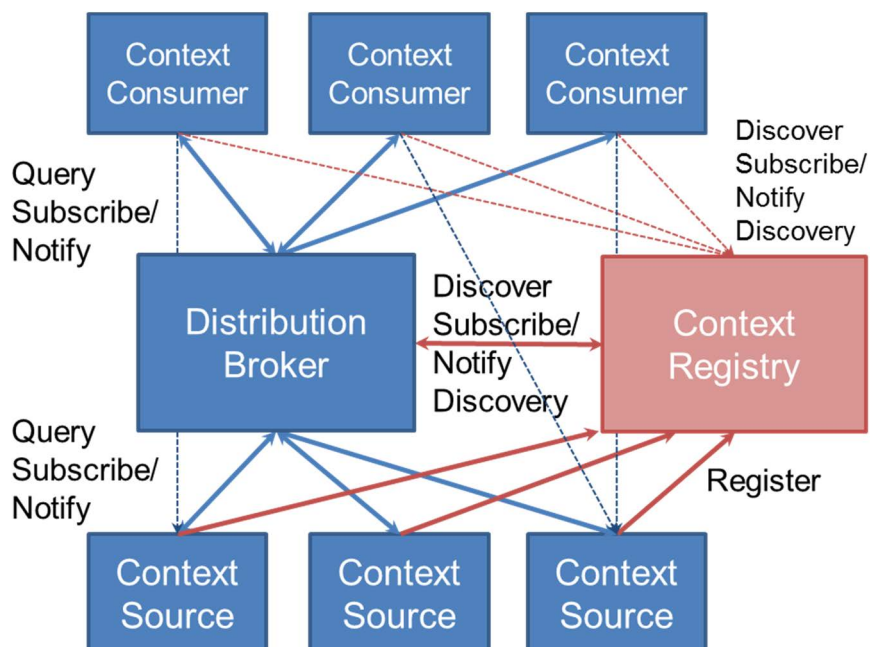 Context
Consumer
Context
Consumer
Context
Consumer
Query
Subscribe/
Notify
Discover
Subscribe/
Notify
Discovery
Distribution
Broker
Discover
Subscribe/
Notify
Discovery
Context
Registry
Query
Subscribe/
Notify
Register
Context
Source
Context
Source
Context
Source